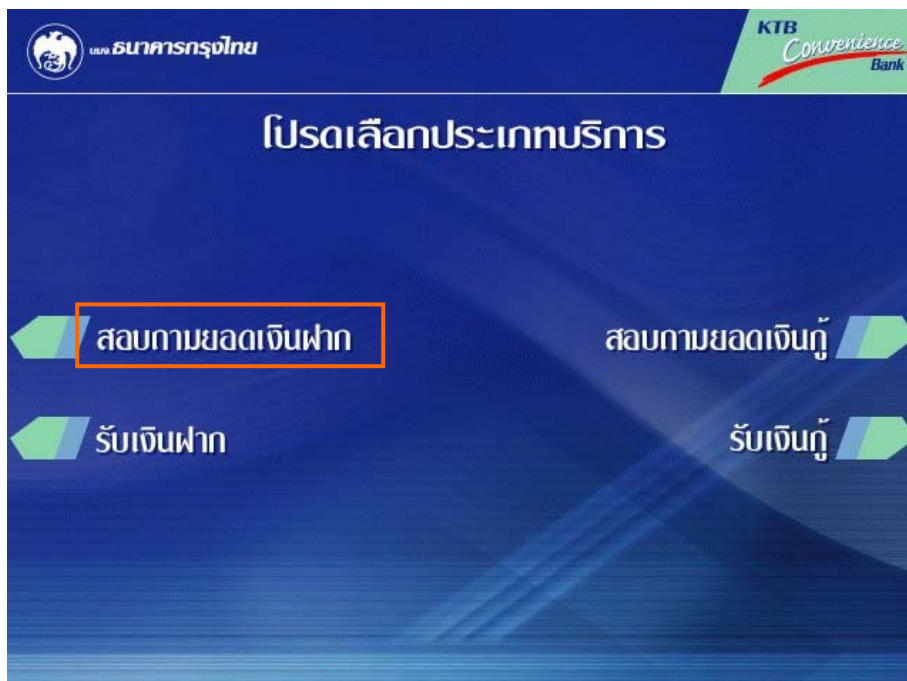 บมจ.ธนาคารกรุงไทย
KTB
Convenience
Bank
โปรดเลือกประเภทบริการ
สอบถามยอดเงินฝาก
สอบถามยอดเงินกู้
รับเงินฝาก
รับเงินกู้